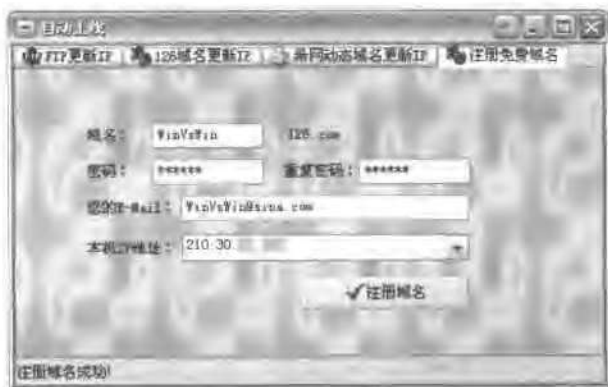 自动上线
FTP更新IP 126域名更新IP 希网动态域名更新IP 注册免费域名
域名： WinVsWin .126.com
密码： ****** 重复密码： ******
您的E-Mail： WinVsWin@sina.com
本机IP地址： 210.30.
注册域名
注册域名成功!